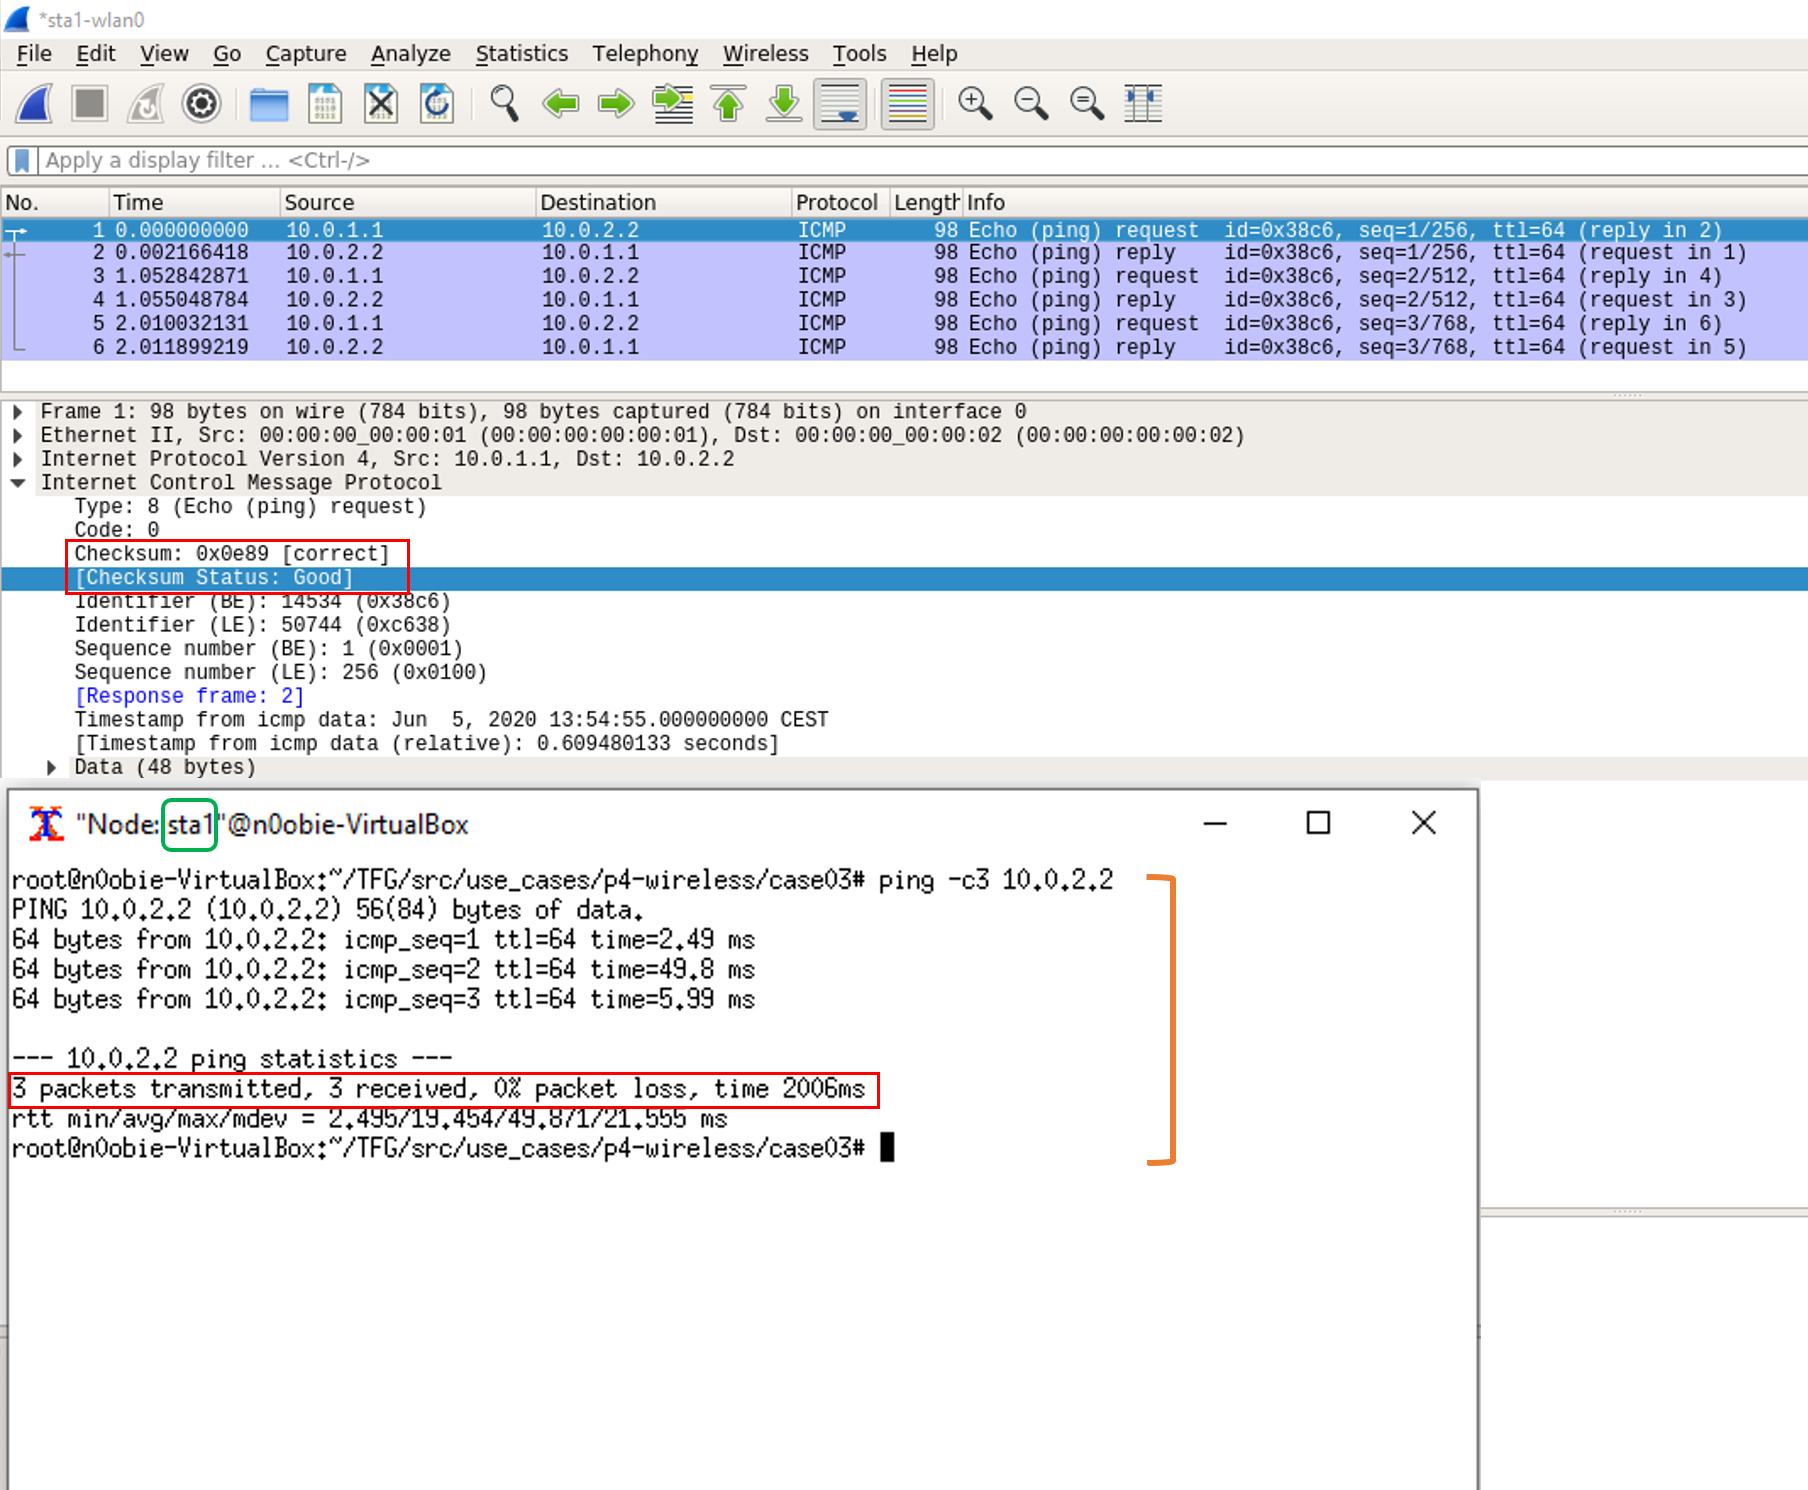 *sta1-wlan0
File Edit View Go Capture Analyze Statistics Telephony Wireless Tools Help
Apply a display filter ... <Ctrl-/>
No. Time Source Destination Protocol Length Info
1 0.000000000 10.0.1.1 10.0.2.2 ICMP 98 Echo (ping) request id=0x38c6, seq=1/256, ttl=64 (reply in 2)
2 0.002166418 10.0.2.2 10.0.1.1 ICMP 98 Echo (ping) reply id=0x38c6, seq=1/256, ttl=64 (request in 1)
3 1.052842871 10.0.1.1 10.0.2.2 ICMP 98 Echo (ping) request id=0x38c6, seq=2/512, ttl=64 (reply in 4)
4 1.055048784 10.0.2.2 10.0.1.1 ICMP 98 Echo (ping) reply id=0x38c6, seq=2/512, ttl=64 (request in 3)
5 2.010032131 10.0.1.1 10.0.2.2 ICMP 98 Echo (ping) request id=0x38c6, seq=3/768, ttl=64 (reply in 6)
6 2.011899219 10.0.2.2 10.0.1.1 ICMP 98 Echo (ping) reply id=0x38c6, seq=3/768, ttl=64 (request in 5)
Frame 1: 98 bytes on wire (784 bits), 98 bytes captured (784 bits) on interface 0
Ethernet II, Src: 00:00:00_00:00:01 (00:00:00:00:00:01), Dst: 00:00:00_00:00:02 (00:00:00:00:00:02)
Internet Protocol Version 4, Src: 10.0.1.1, Dst: 10.0.2.2
Internet Control Message Protocol
Type: 8 (Echo (ping) request)
Code: 0
Checksum: 0x0e89 [correct]
[Checksum Status: Good]
Identifier (BE): 14534 (0x38c6)
Identifier (LE): 50744 (0xc638)
Sequence number (BE): 1 (0x0001)
Sequence number (LE): 256 (0x0100)
[Response frame: 2]
Timestamp from icmp data: Jun  5, 2020 13:54:55.000000000 CEST
[Timestamp from icmp data (relative): 0.609480133 seconds]
Data (48 bytes)
"Node: sta1"@n0obie-VirtualBox
root@n0obie-VirtualBox:~/TFG/src/use_cases/p4-wireless/case03# ping -c3 10.0.2.2
PING 10.0.2.2 (10.0.2.2) 56(84) bytes of data.
64 bytes from 10.0.2.2: icmp_seq=1 ttl=64 time=2.49 ms
64 bytes from 10.0.2.2: icmp_seq=2 ttl=64 time=49.8 ms
64 bytes from 10.0.2.2: icmp_seq=3 ttl=64 time=5.99 ms
--- 10.0.2.2 ping statistics ---
3 packets transmitted, 3 received, 0% packet loss, time 2006ms
rtt min/avg/max/mdev = 2.495/19.454/49.871/21.555 ms
root@n0obie-VirtualBox:~/TFG/src/use_cases/p4-wireless/case03#